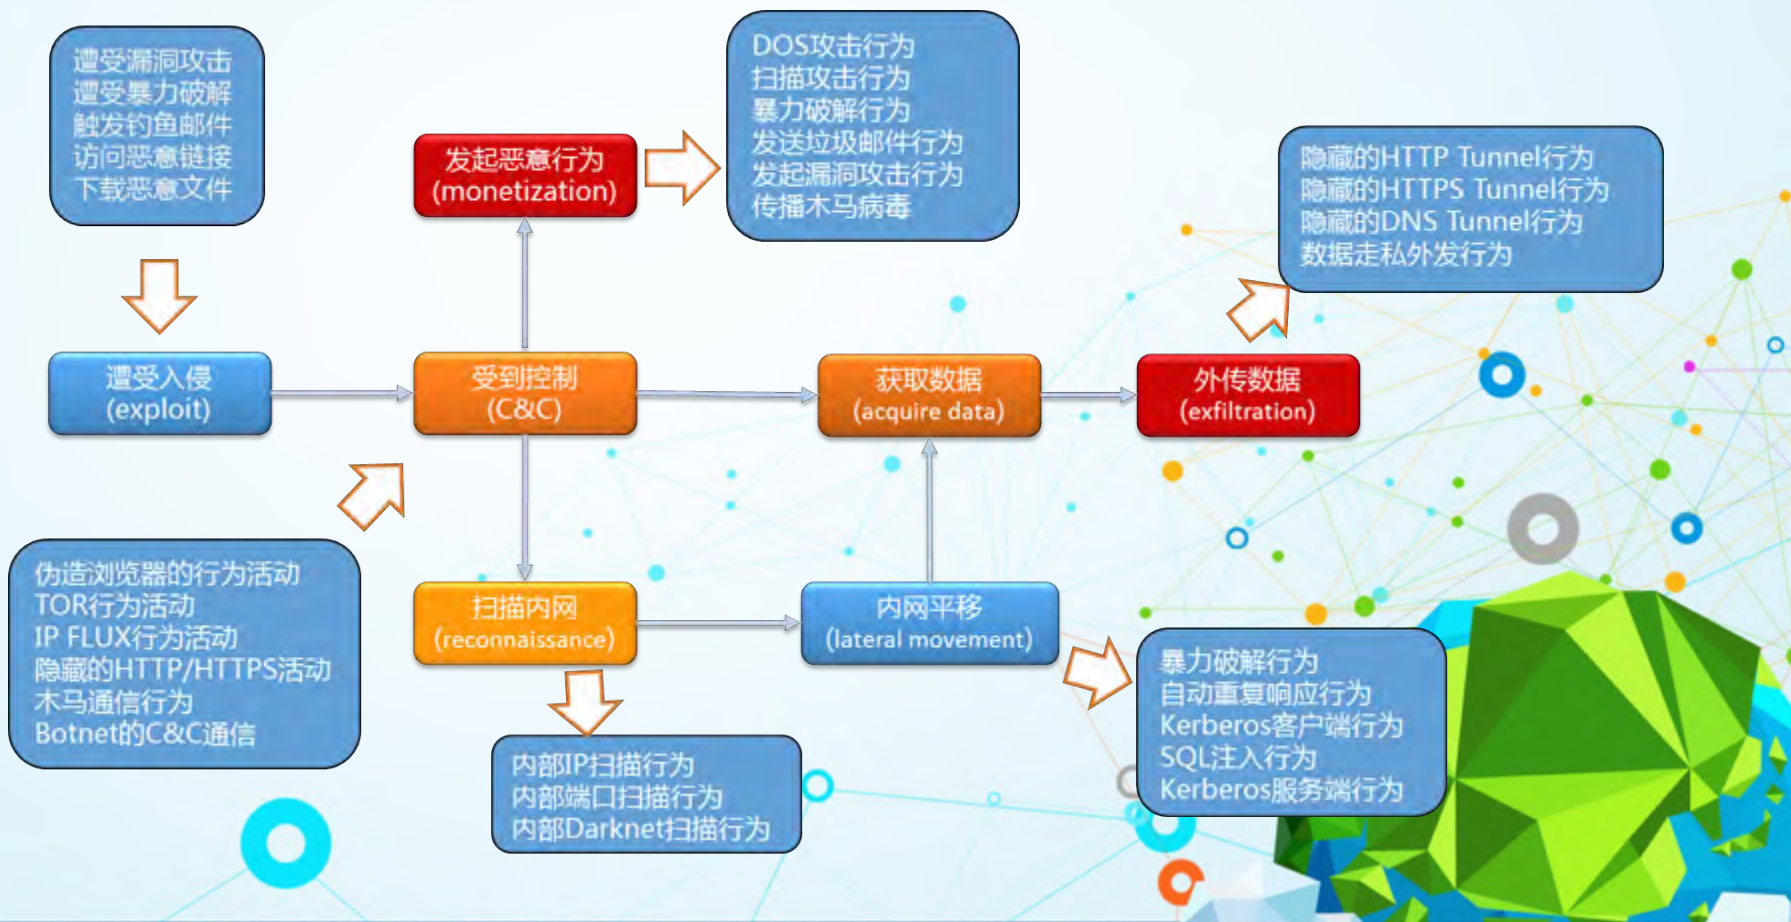 遭受漏洞攻击
遭受暴力破解
触发钓鱼邮件
访问恶意链接
下载恶意文件
发起恶意行为
(monetization)
DOS攻击行为
扫描攻击行为
暴力破解行为
发送垃圾邮件行为
发起漏洞攻击行为
传播木马病毒
隐藏的HTTP Tunnel行为
隐藏的HTTPS Tunnel行为
隐藏的DNS Tunnel行为
数据走私外发行为
遭受入侵
(exploit)
受到控制
(C&C)
获取数据
(acquire data)
外传数据
(exfiltration)
伪造浏览器的行为活动
TOR行为活动
IP FLUX行为活动
隐藏的HTTP/HTTPS活动
木马通信行为
Botnet的C&C通信
扫描内网
(reconnaissance)
内网平移
(lateral movement)
内部IP扫描行为
内部端口扫描行为
内部Darknet扫描行为
暴力破解行为
自动重复响应行为
Kerberos客户端行为
SQL注入行为
Kerberos服务端行为